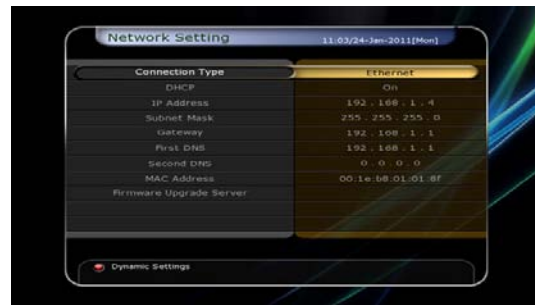 Network Setting 11:03/24-Jan-2011[Mon]
Connection Type Ethernet
DHCP On
IP Address 192 . 168 . 1 . 4
Subnet Mask 255 . 255 . 255 . 0
Gateway 192 . 168 . 1 . 1
First DNS 192 . 168 . 1 . 1
Second DNS 0 . 0 . 0 . 0
MAC Address 00:1e:b8:01:01:8f
Firmware Upgrade Server
Dynamic Settings